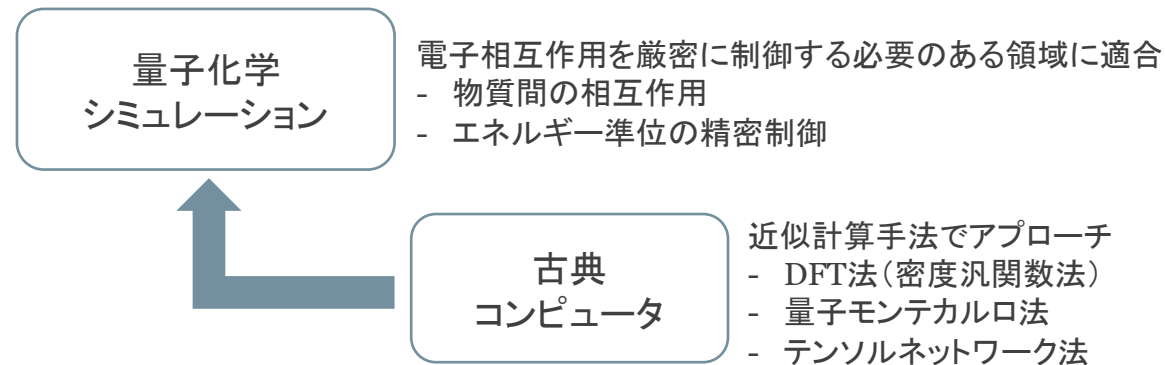 量子化学
シミュレーション
電子相互作用を厳密に制御する必要のある領域に適合
- 物質間の相互作用
- エネルギー準位の精密制御
古典
コンピュータ
近似計算手法でアプローチ
- DFT法（密度汎関数法）
- 量子モンテカルロ法
- テンソルネットワーク法